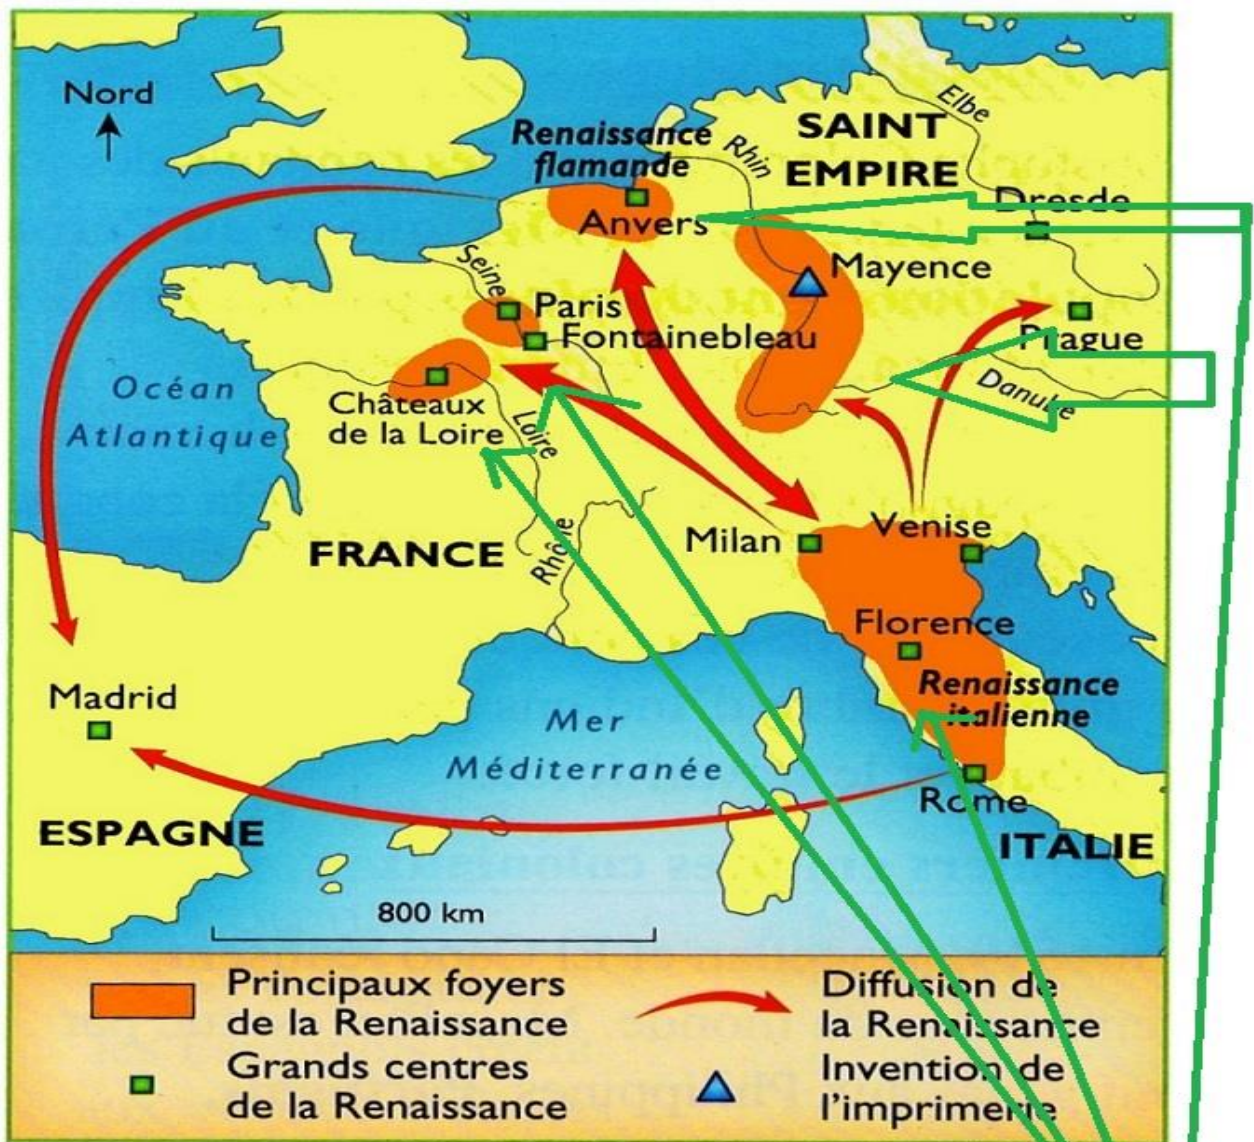 Nord
Elbe
SAINT
EMPIRE
Renaissance
flamande
Rhin
Dresde
Anvers
Seine
Mayence
Paris
Prague
Fontainebleau
Océan
Atlantique
Danube
Châteaux
de la Loire
Loire
FRANCE
Rhône
Milan
Venise
Florence
Renaissance
italienne
Madrid
Mer
Méditerranée
Rome
ESPAGNE
ITALIE
800 km
Principaux foyers
de la Renaissance
Diffusion de
la Renaissance
Grands centres
de la Renaissance
Invention de
l'imprimerie